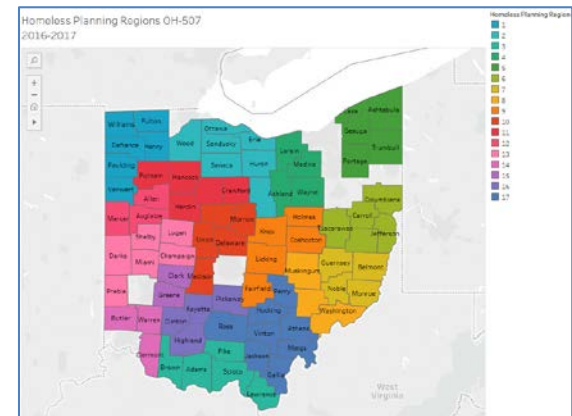 Homeless Planning Regions OH-507
2016-2017
Homeless Planning Region
1
2
3
4
5
6
7
8
9
10
11
12
13
14
15
16
17
Williams Fulton
Ottawa
Ashtabula
Defiance Henry Wood Sandusky Erie Lorain Geauga
Trumbull
Paulding Seneca Huron Medina Portage
Putnam Hancock
Vanwert Crawford Ashland Wayne
Allen Columbiana
Hardin Marion Holmes Carroll
Mercer Auglaize Tuscarawas Jefferson
Shelby Logan Union Delaware Knox Coshocton
Darke Champaign Licking Guernsey Belmont
Miami Muskingum
Clark Madison Noble Monroe
Preble Fairfield Perry
Greene Pickaway Washington
Fayette Hocking
Butler Warren Clinton Ross Athens
Highland Vinton
Clermont Meigs
Pike Jackson
Brown Adams Scioto Gallia
Lawrence
West
Virginia